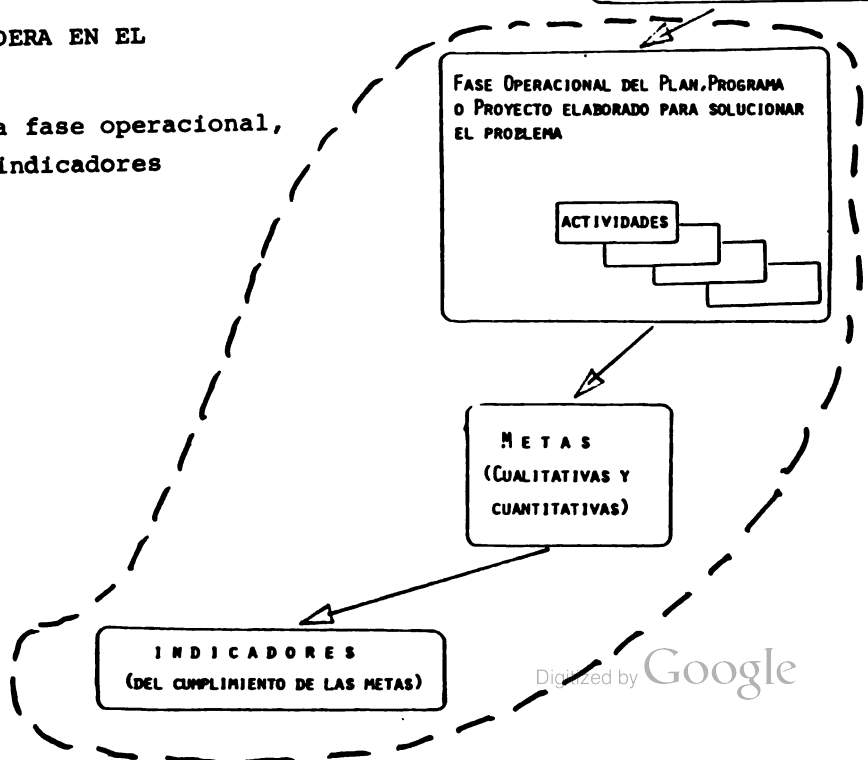 DERA EN EL
a fase operacional,
indicadores
FASE OPERACIONAL DEL PLAN, PROGRAMA
O PROYECTO ELABORADO PARA SOLUCIONAR
EL PROBLEMA
ACTIVIDADES
METAS
(CUALITATIVAS Y
CUANTITATIVAS)
INDICADORES
(DEL CUMPLIMIENTO DE LAS METAS)
Digitized by Google